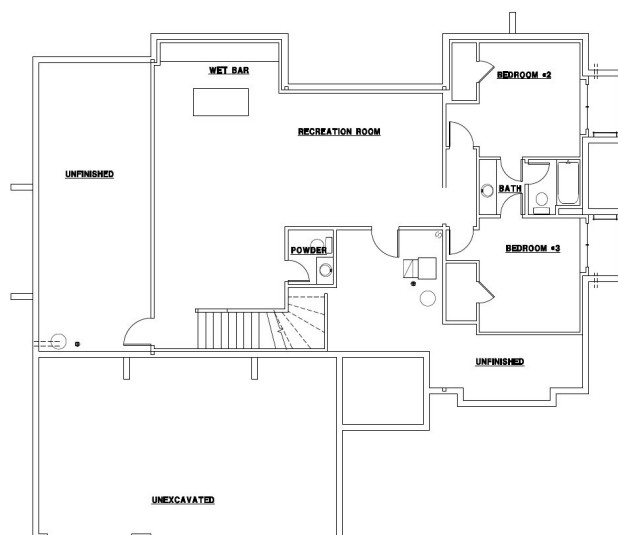 WET BAR
BEDROOM #2
RECREATION ROOM
UNFINISHED
BATH
POWDER
BEDROOM #3
UNFINISHED
UNEXCAVATED